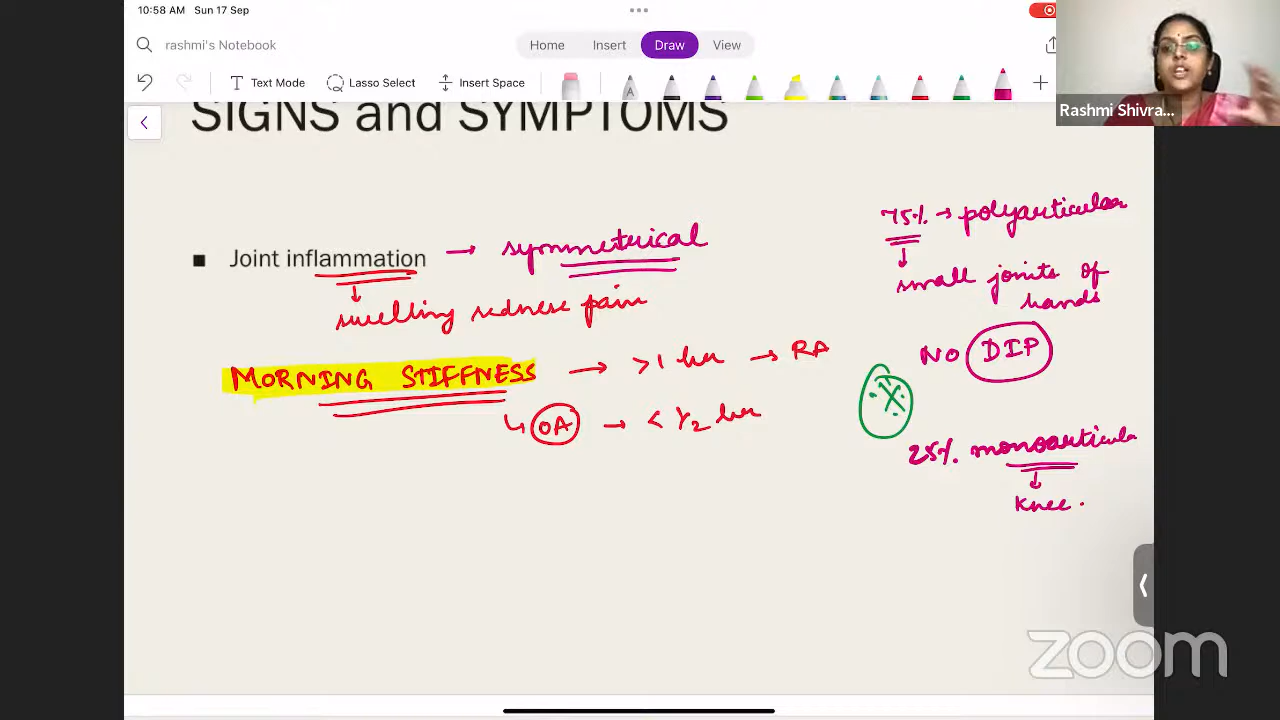 10:58 AM Sun 17 Sep
rashmi's Notebook
Home Insert Draw View
Text Mode Lasso Select Insert Space
A
Rashmi Shivra...
SIGNS and SYMPTOMS
Joint inflammation → symmeterical
swelling redness pain
MORNING STIFFNESS → >1 hr → RA
OA → < 1/2 hr
75% → polyarticular
small joints of
hands
NO DIP
25% monoarticula
Knee.
zoom